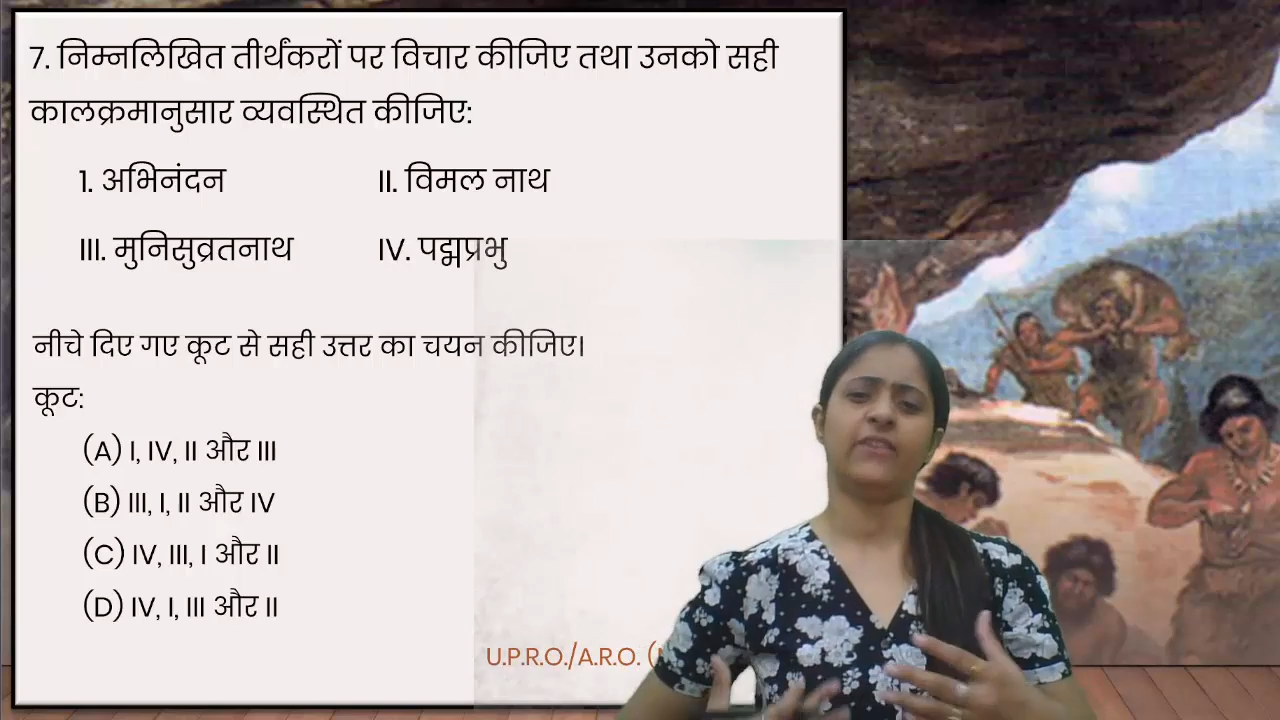 7. निम्नलिखित तीर्थंकरों पर विचार कीजिए तथा उनको सही
कालक्रमानुसार व्यवस्थित कीजिए:
1. अभिनंदन II. विमल नाथ
III. मुनिसुव्रतनाथ IV. पद्मप्रभु
नीचे दिए गए कूट से सही उत्तर का चयन कीजिए।
कूट:
(A) I, IV, II और III
(B) III, I, II और IV
(C) IV, III, I और II
(D) IV, I, III और II
U.P.R.O./A.R.O.